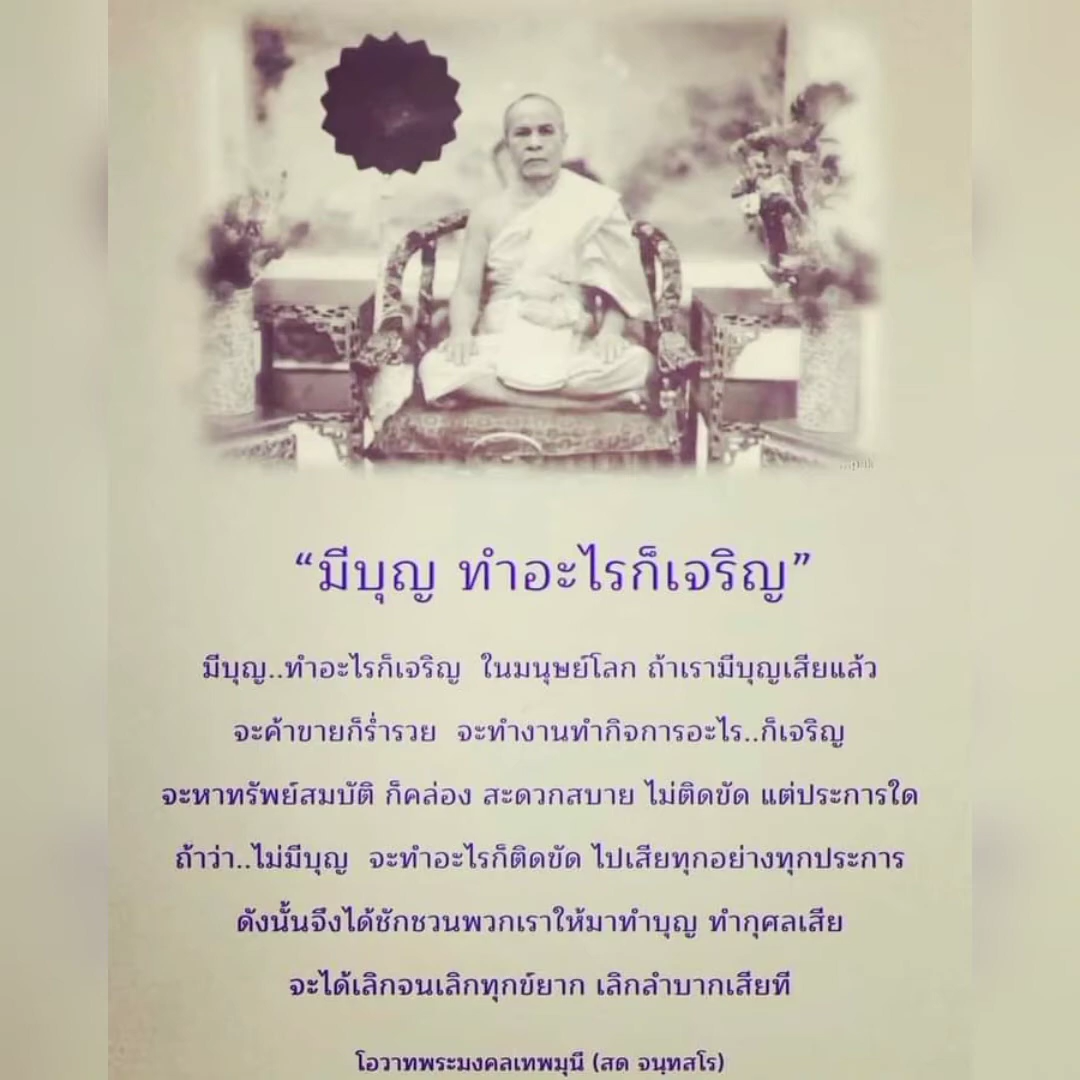 “มีบุญ ทำอะไรก็เจริญ”
มีบุญ..ทำอะไรก็เจริญ ในมนุษย์โลก ถ้าเรามีบุญเสียแล้ว
จะค้าขายก็ร่ำรวย จะทำงานทำกิจการอะไร..ก็เจริญ
จะหาทรัพย์สมบัติ ก็คล่อง สะดวกสบาย ไม่ติดขัด แต่ประการใด
ถ้าว่า..ไม่มีบุญ จะทำอะไรก็ติดขัด ไปเสียทุกอย่างทุกประการ
ดังนั้นจึงได้ชักชวนพวกเราให้มาทำบุญ ทำกุศลเสีย
จะได้เลิกจนเลิกทุกข์ยาก เลิกลำบากเสียที
โอวาทพระมงคลเทพมุนี (สด จนฺทสโร)